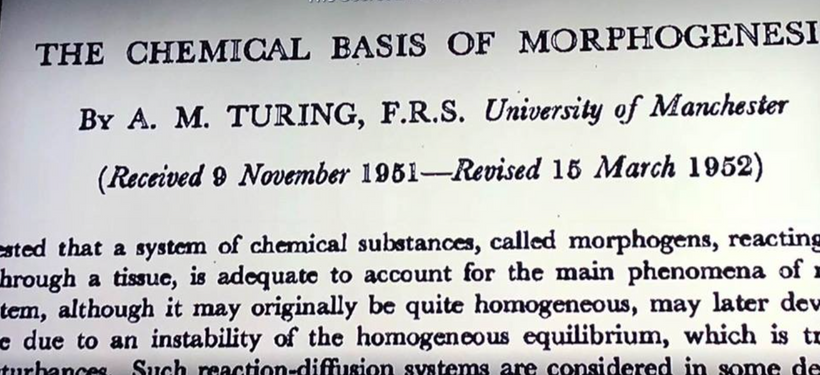 THE CHEMICAL BASIS OF MORPHOGENESI
By A. M. TURING, F.R.S. University of Manchester
(Received 9 November 1951—Revised 15 March 1952)
ested that a system of chemical substances, called morphogens, reacting
hrough a tissue, is adequate to account for the main phenomena of
tem, although it may originally be quite homogeneous, may later dev
e due to an instability of the homogeneous equilibrium, which is tr
turbances. Such reaction-diffusion systems are considered in some de